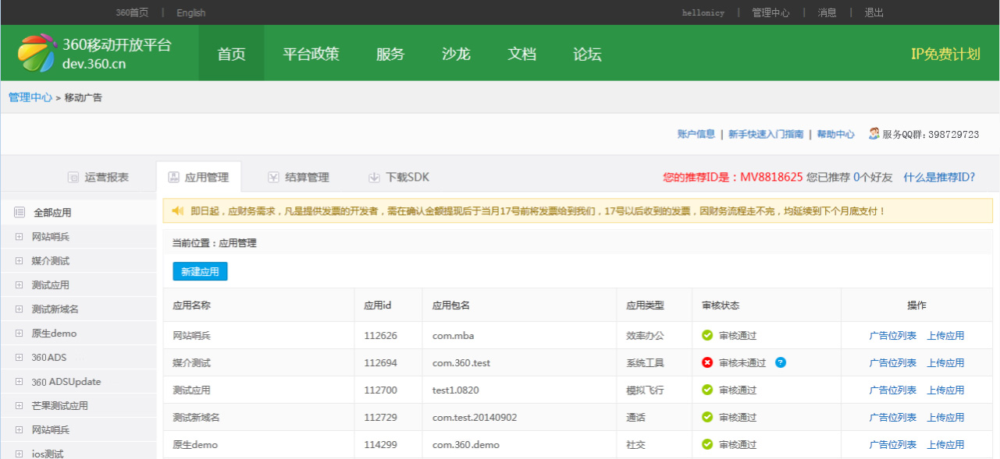 360首页 | English hellonicy | 管理中心 | 消息 | 退出
360移动开放平台
dev.360.cn
首页 平台政策 服务 沙龙 文档 论坛 IP免费计划
管理中心 > 移动广告
账户信息 | 新手快速入门指南 | 帮助中心 服务QQ群: 398729723
运营报表 应用管理 结算管理 下载SDK 您的推荐ID是：MV8818625 您已推荐 0个好友 什么是推荐ID?
全部应用
网站哨兵
媒介测试
测试应用
测试新域名
原生demo
360ADS
360 ADSUpdate
芒果测试应用
网站哨兵
ios测试
即日起，应财务需求，凡是提供发票的开发者，需在确认金额提现后于当月17号前将发票给到我们，17号以后收到的发票，因财务流程走不完，均延续到下个月底支付！
当前位置：应用管理
新建应用
应用名称 应用id 应用包名 应用类型 审核状态 操作
网站哨兵 112626 com.mba 效率办公 审核通过 广告位列表 上传应用
媒介测试 112694 com.360.test 系统工具 审核未通过 ? 广告位列表 上传应用
测试应用 112700 test1.0820 模拟飞行 审核通过 广告位列表 上传应用
测试新域名 112729 com.test.20140902 通话 审核通过 广告位列表 上传应用
原生demo 114299 com.360.demo 社交 审核通过 广告位列表 上传应用